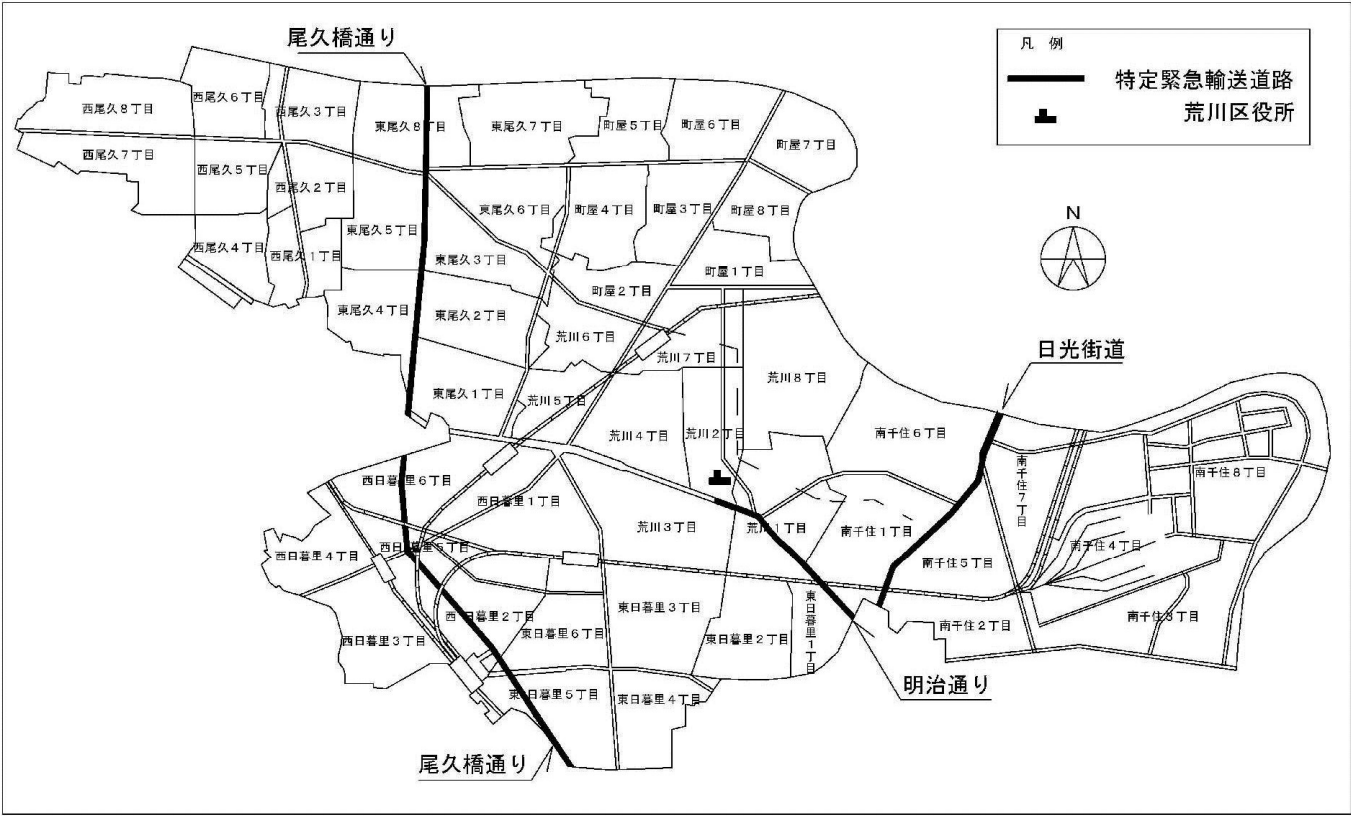 尾久橋通り
凡 例
特定緊急輸送道路
荒川区役所
西尾久8丁目
西尾久6丁目
西尾久3丁目
東尾久8丁目
東尾久7丁目
町屋5丁目
町屋6丁目
町屋7丁目
西尾久7丁目
西尾久5丁目
西尾久2丁目
東尾久6丁目
町屋4丁目
町屋3丁目
町屋8丁目
N
西尾久4丁目
西尾久1丁目
東尾久5丁目
東尾久3丁目
町屋1丁目
町屋2丁目
東尾久4丁目
東尾久2丁目
荒川6丁目
荒川7丁目
日光街道
荒川8丁目
東尾久1丁目
荒川5丁目
荒川4丁目
荒川2丁目
南千住6丁目
南千住7丁目
南千住8丁目
西日暮里6丁目
西日暮里1丁目
荒川3丁目
荒川1丁目
南千住1丁目
西日暮里4丁目
西日暮里5丁目
南千住4丁目
南千住5丁目
西日暮里2丁目
東日暮里3丁目
東日暮里1丁目
南千住3丁目
西日暮里3丁目
東日暮里6丁目
東日暮里2丁目
南千住2丁目
東日暮里5丁目
東日暮里4丁目
明治通り
尾久橋通り